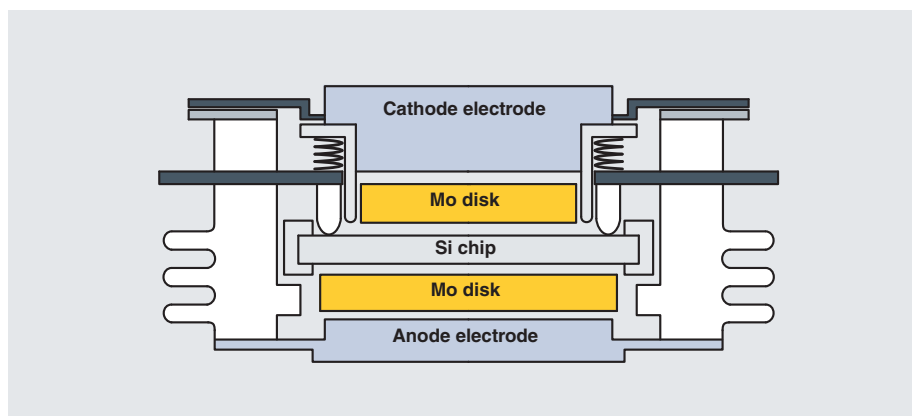 Cathode electrode
Mo disk
Si chip
Mo disk
Anode electrode